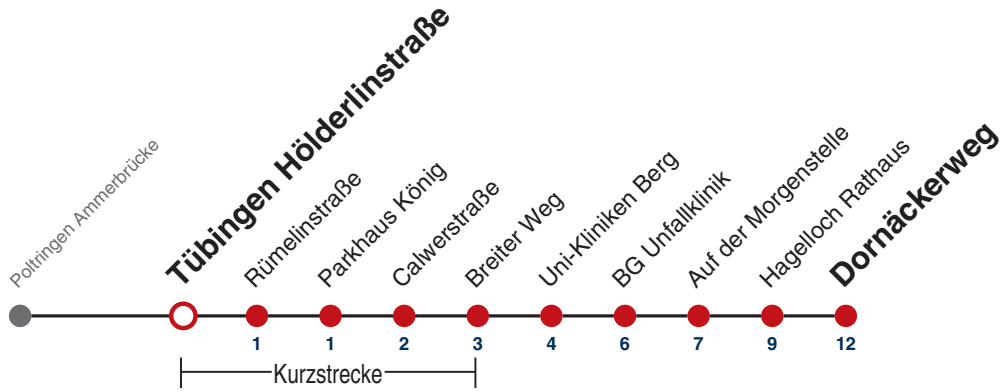 Poltringen Ammerbrücke
Tübingen Hölderlinstraße
Rümelinstraße
Parkhaus König
Calwerstraße
Breiter Weg
Uni-Kliniken Berg
BG Unfallklinik
Auf der Morgenstelle
Hagelloch Rathaus
Dornäckerweg
1 1 2 3 4 6 7 9 12
Kurzstrecke